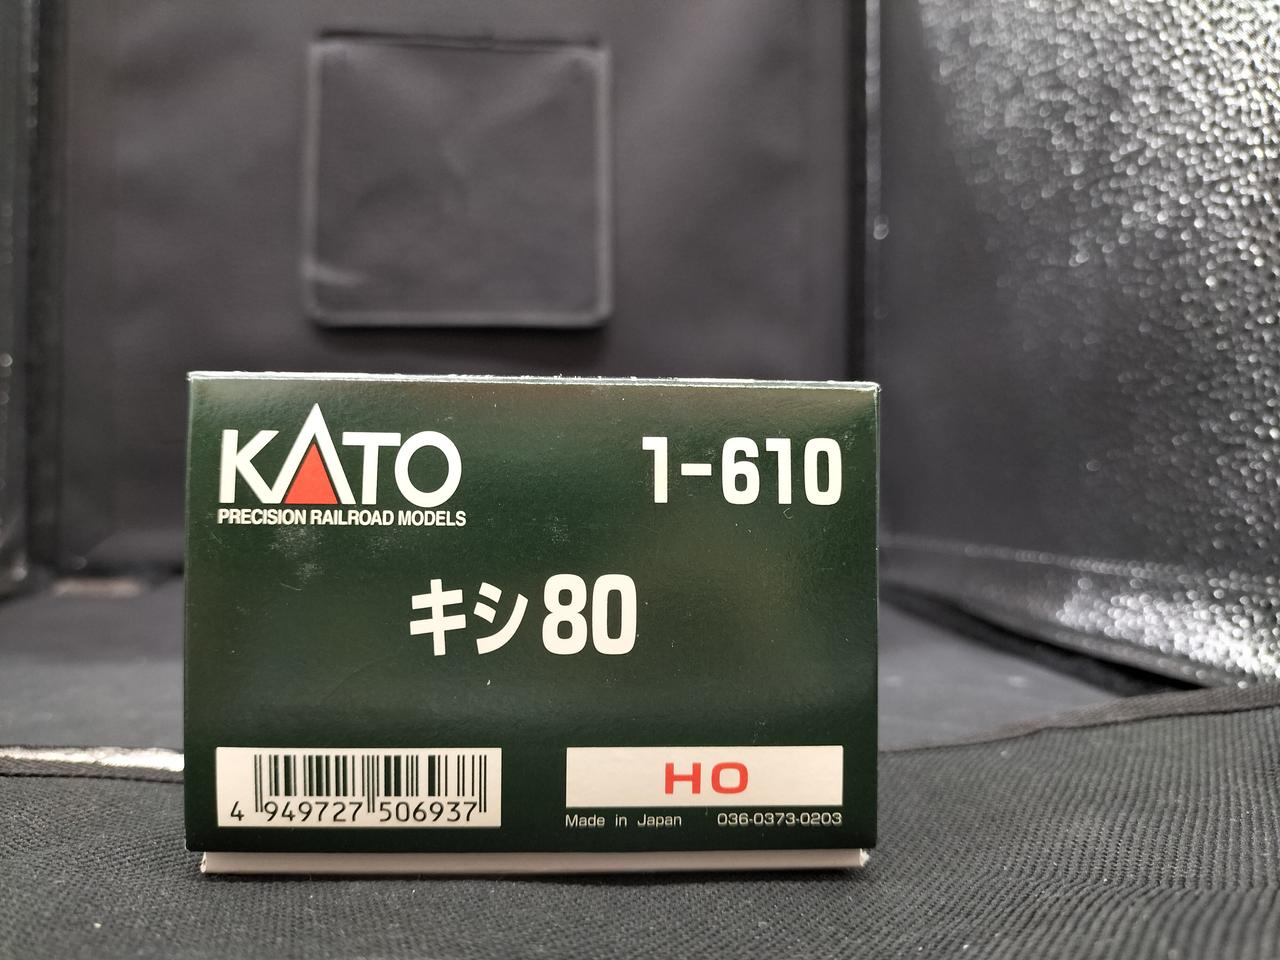 KATO
PRECISION RAILROAD MODELS
1-610
キシ80
4 949727 506937
HO
Made in Japan 036-0373-0203